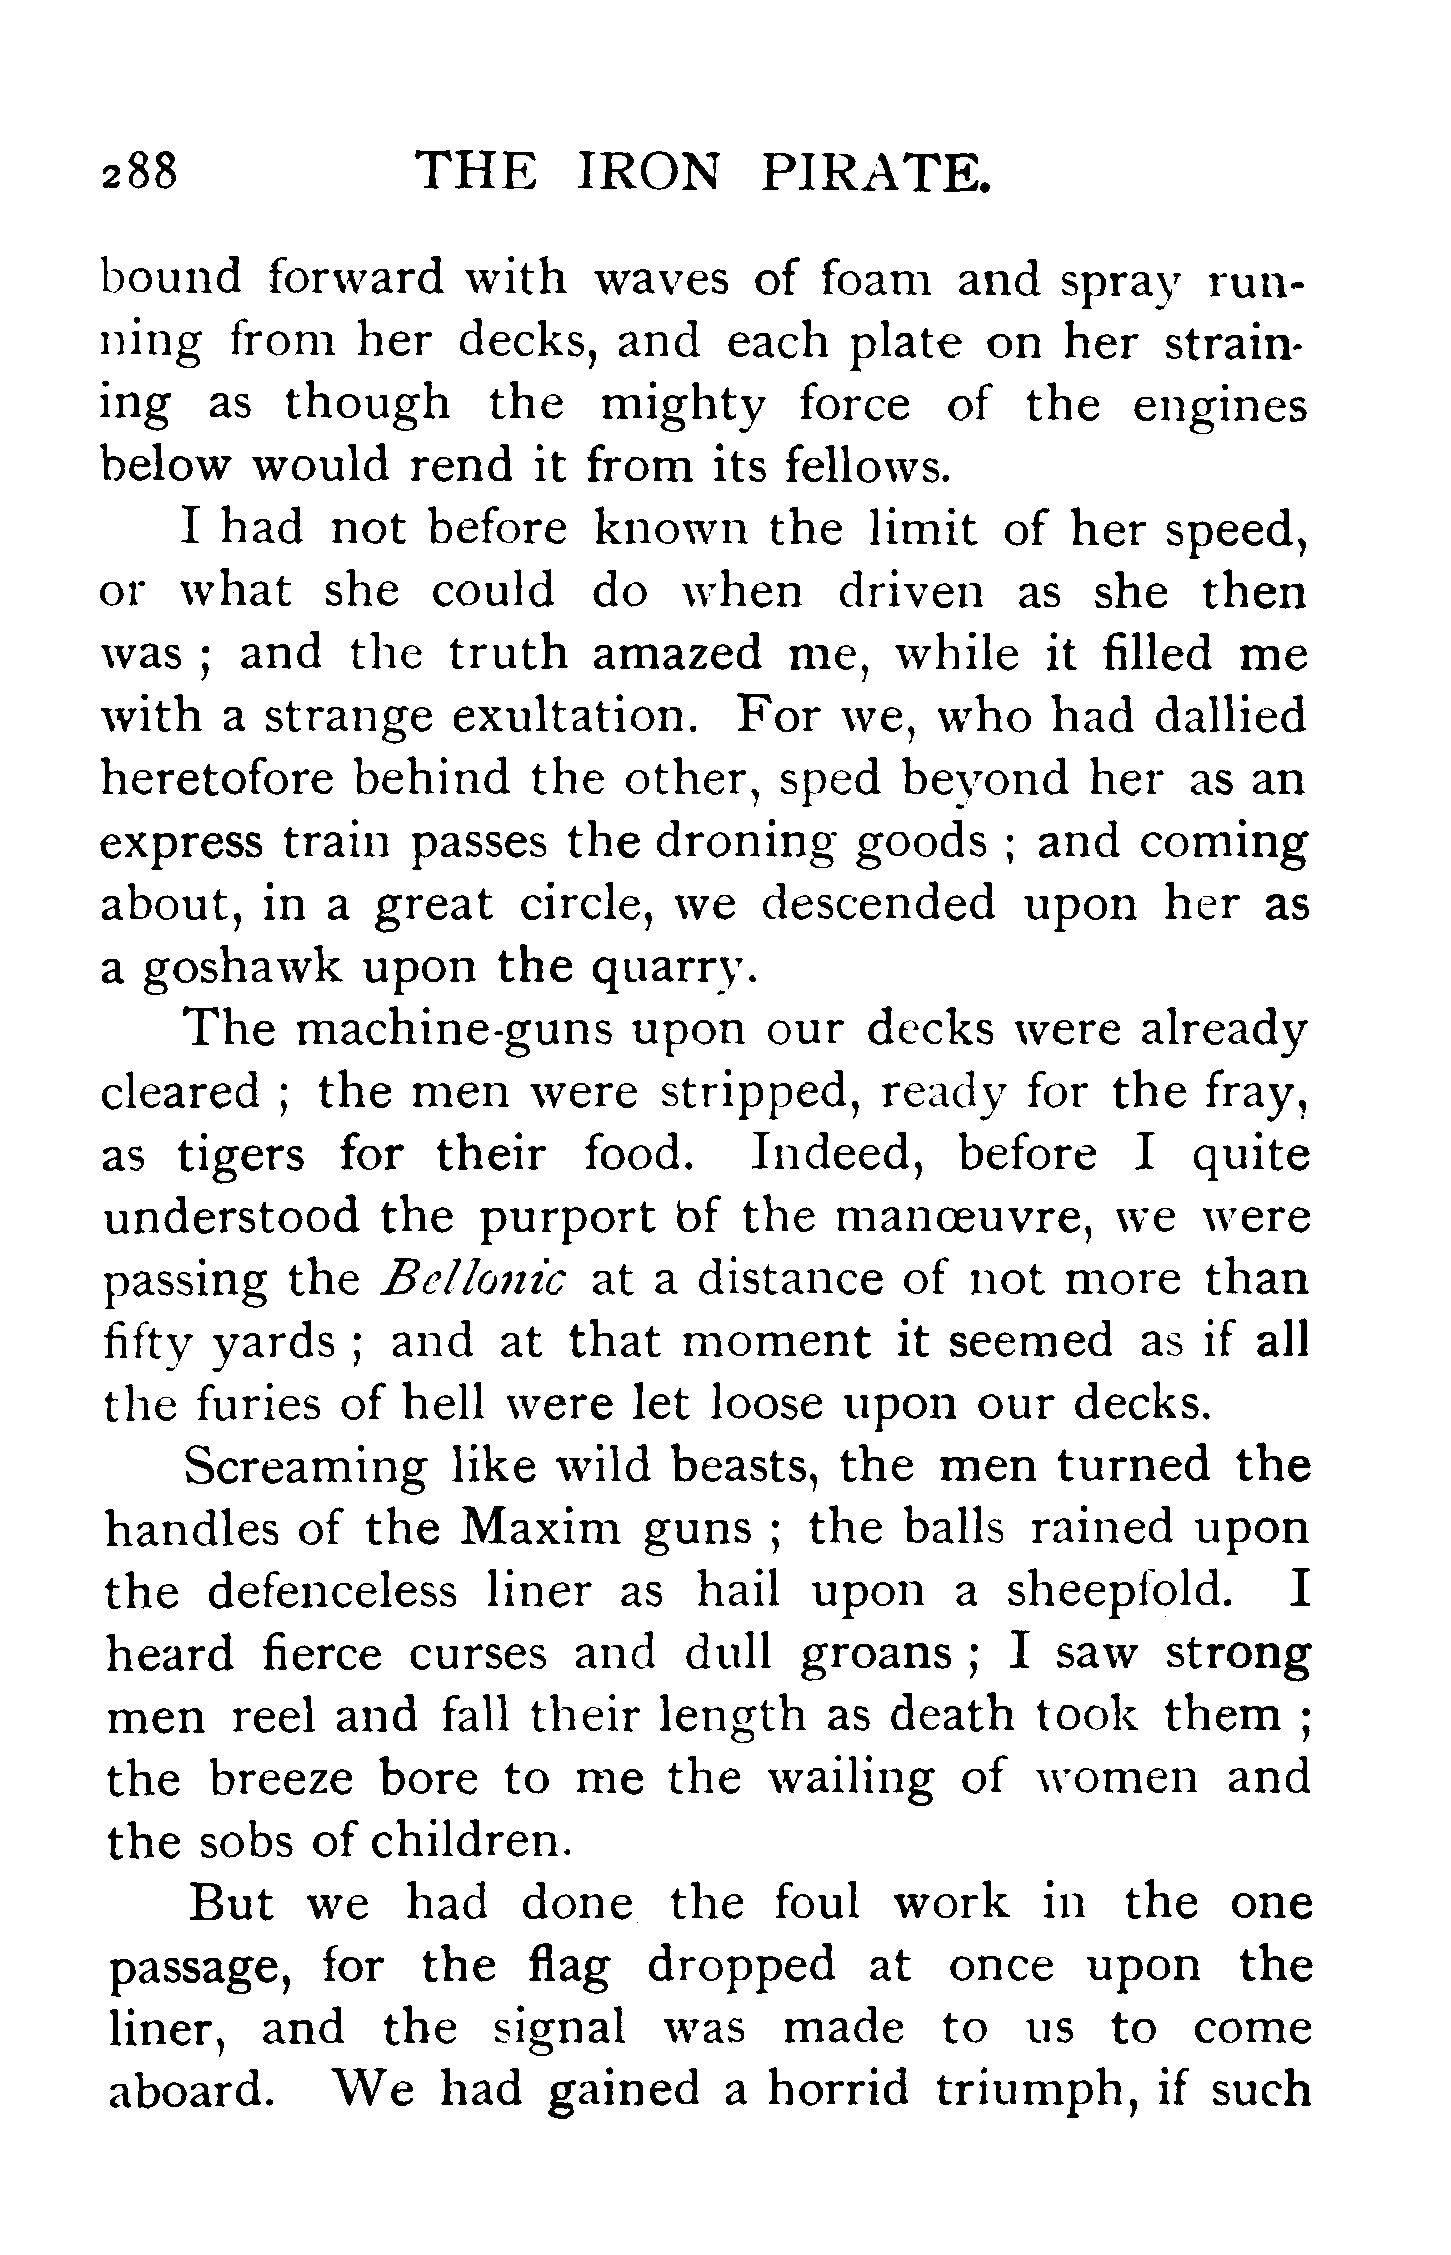 288 THE IRON PIRATE.
bound forward with waves of foam and spray run-
ning from her decks, and each plate on her strain-
ing as though the mighty force of the engines
below would rend it from its fellows.
I had not before known the limit of her speed,
or what she could do when driven as she then
was ; and the truth amazed me, while it filled me
with a strange exultation. For we, who had dallied
heretofore behind the other, sped beyond her as an
express train passes the droning goods ; and coming
about, in a great circle, we descended upon her as
a goshawk upon the quarry.
The machine-guns upon our decks were already
cleared ; the men were stripped, ready for the fray,
as tigers for their food. Indeed, before I quite
understood the purport of the manœuvre, we were
passing the Bellonic at a distance of not more than
fifty yards ; and at that moment it seemed as if all
the furies of hell were let loose upon our decks.
Screaming like wild beasts, the men turned the
handles of the Maxim guns ; the balls rained upon
the defenceless liner as hail upon a sheepfold. I
heard fierce curses and dull groans ; I saw strong
men reel and fall their length as death took them ;
the breeze bore to me the wailing of women and
the sobs of children.
But we had done the foul work in the one
passage, for the flag dropped at once upon the
liner, and the signal was made to us to come
aboard. We had gained a horrid triumph, if such